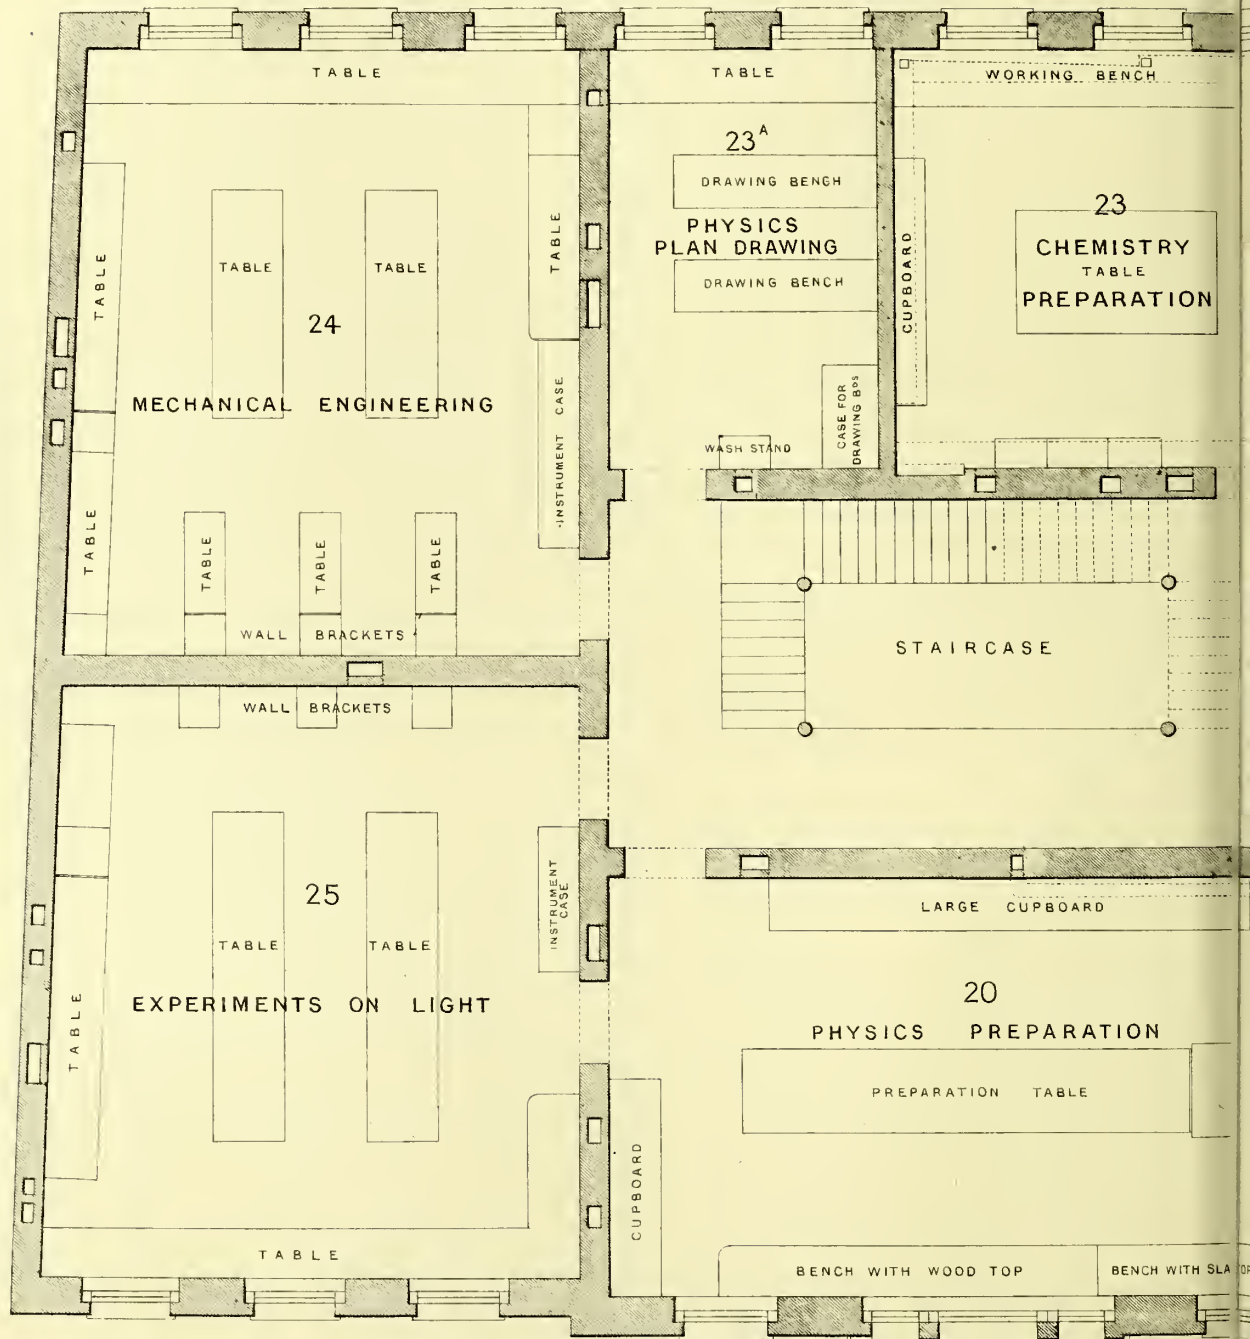 TABLE
TABLE
WORKING BENCH
23A
DRAWING BENCH
PHYSICS
PLAN DRAWING
DRAWING BENCH
CASE FOR
DRAWING BDS
WASH STAND
CUPBOARD
23
CHEMISTRY
TABLE
PREPARATION
TABLE
TABLE
TABLE
TABLE
24
MECHANICAL ENGINEERING
INSTRUMENT CASE
TABLE
TABLE
TABLE
TABLE
WALL BRACKETS
STAIRCASE
WALL BRACKETS
25
TABLE
TABLE
INSTRUMENT
CASE
EXPERIMENTS ON LIGHT
TABLE
TABLE
LARGE CUPBOARD
20
PHYSICS PREPARATION
PREPARATION TABLE
CUPBOARD
BENCH WITH WOOD TOP
BENCH WITH SLA